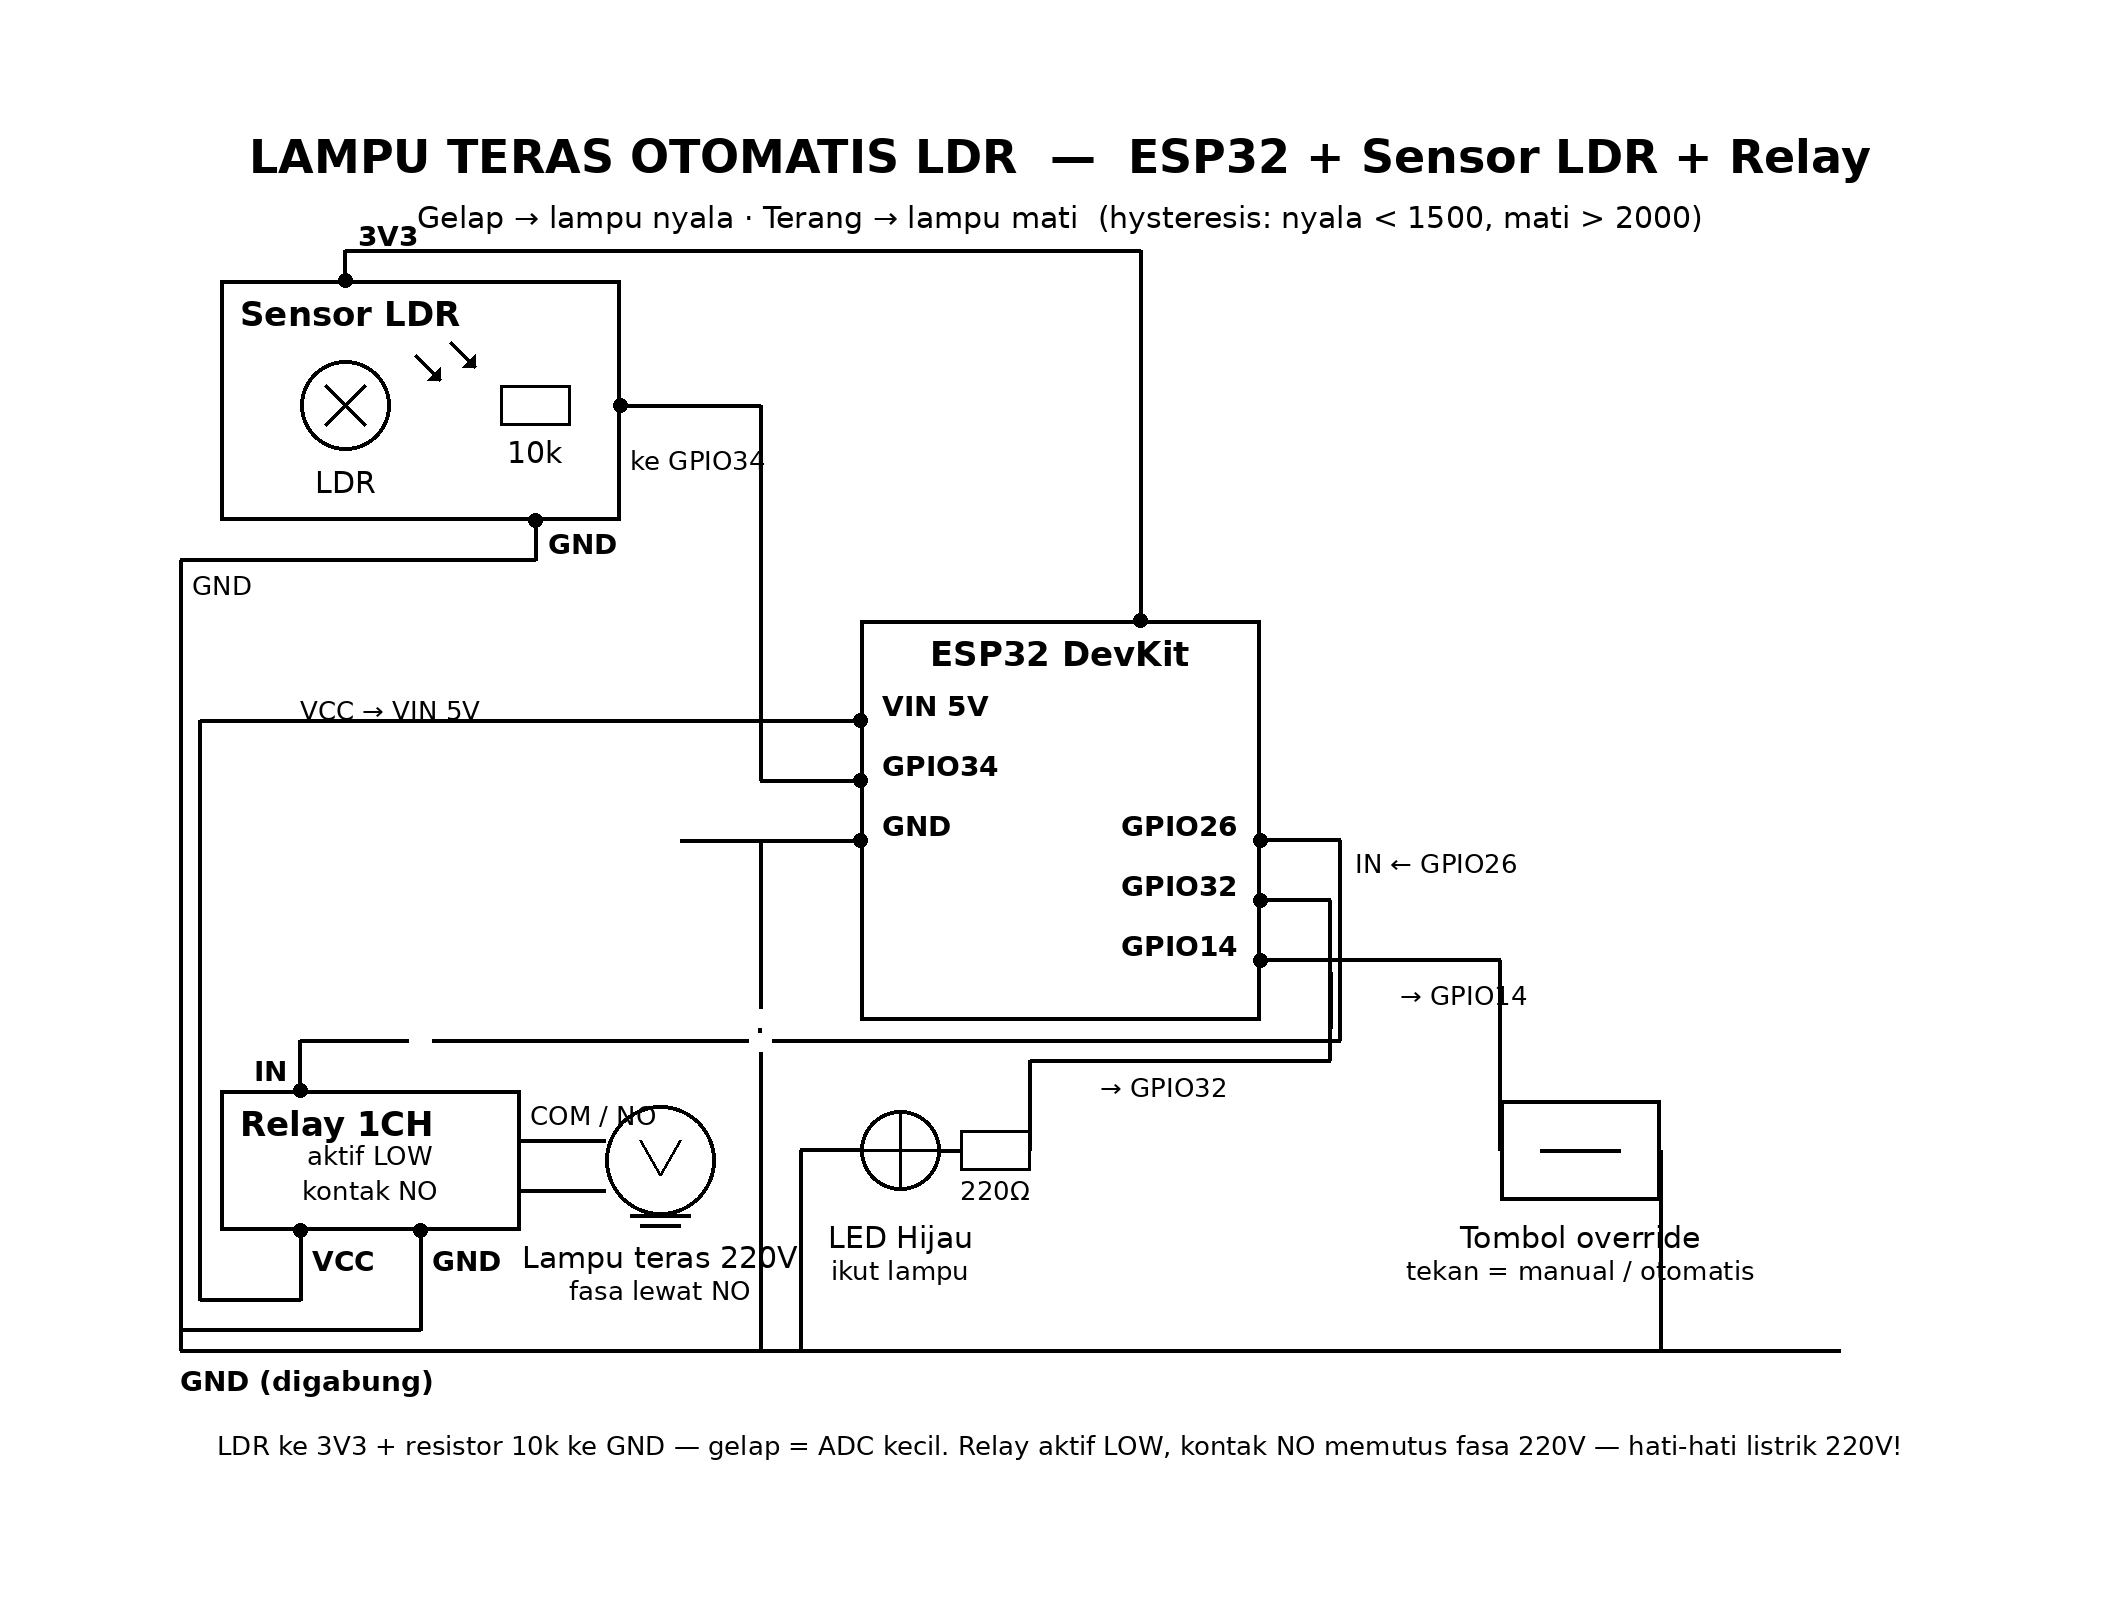 LAMPU TERAS OTOMATIS LDR — ESP32 + Sensor LDR + Relay
Gelap → lampu nyala · Terang → lampu mati (hysteresis: nyala < 1500, mati > 2000)
3V3
Sensor LDR
10k
LDR
ke GPIO34
GND
GND
ESP32 DevKit
VCC → VIN 5V
VIN 5V
GPIO34
GND
GPIO26
IN ← GPIO26
GPIO32
GPIO14
→ GPIO14
IN
→ GPIO32
Relay 1CH
COM / NO
aktif LOW
kontak NO
220Ω
VCC
GND
Lampu teras 220V
fasa lewat NO
LED Hijau
ikut lampu
Tombol override
tekan = manual / otomatis
GND (digabung)
LDR ke 3V3 + resistor 10k ke GND — gelap = ADC kecil. Relay aktif LOW, kontak NO memutus fasa 220V — hati-hati listrik 220V!